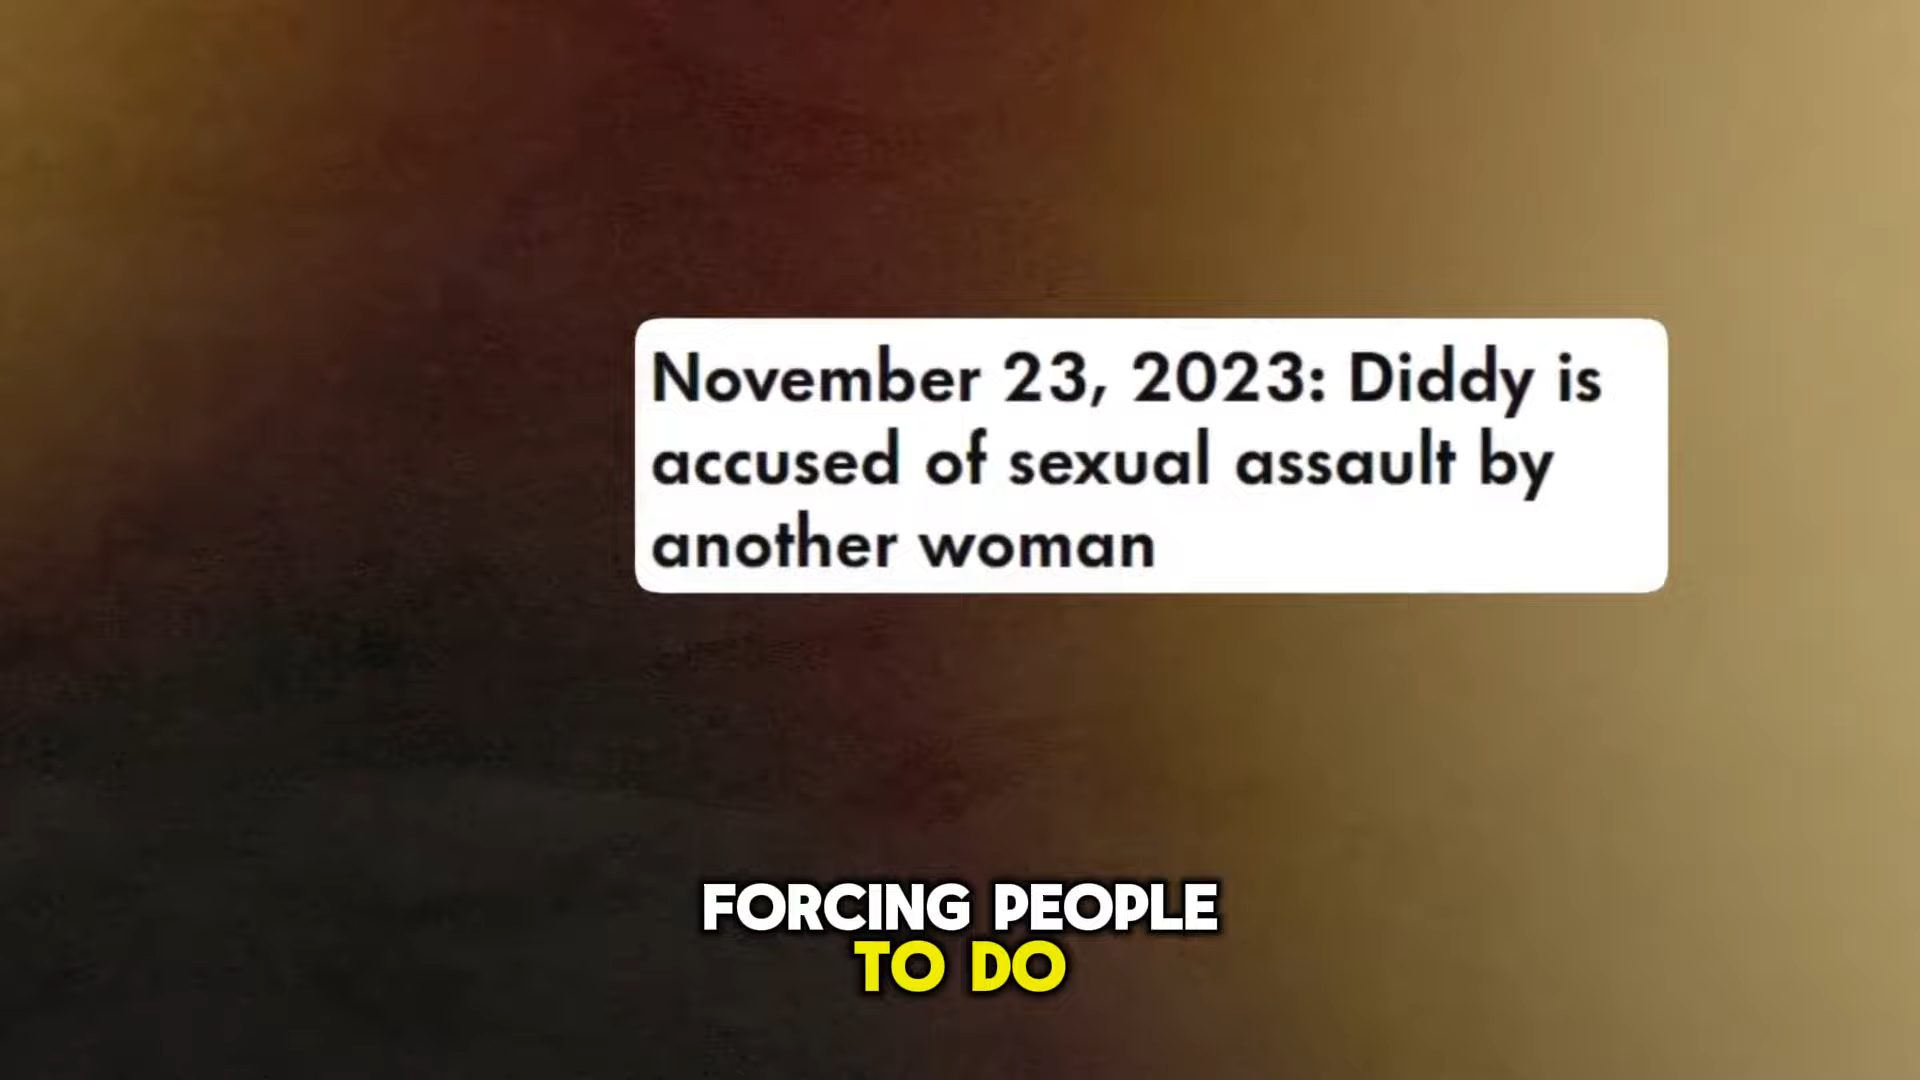 November 23, 2023: Diddy is
accused of sexual assault by
another woman
FORCING PEOPLE
TO DO